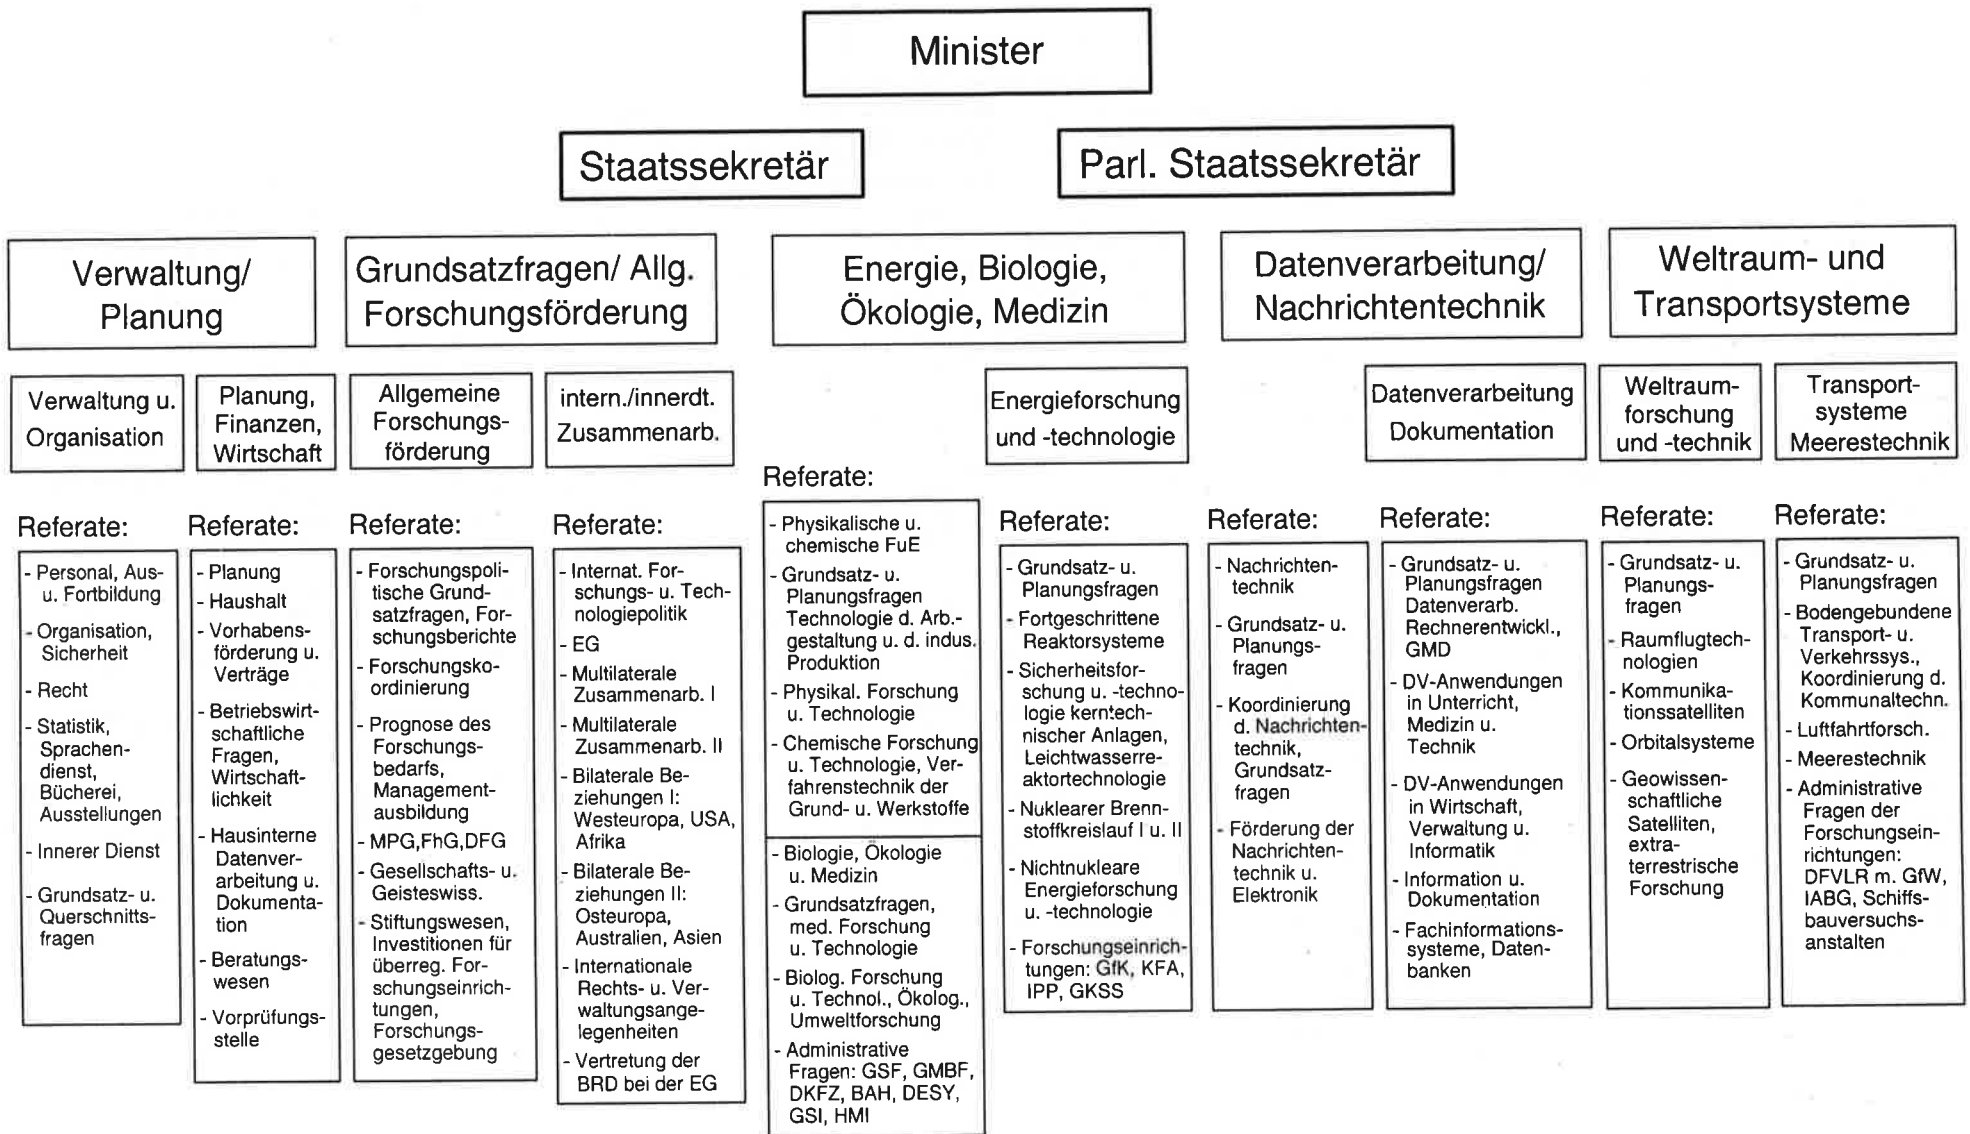 Minister
Staatssekretär
Parl. Staatssekretär
Verwaltung/
Planung
Grundsatzfragen/ Allg.
Forschungsförderung
Energie, Biologie,
Ökologie, Medizin
Datenverarbeitung/
Nachrichtentechnik
Weltraum- und
Transportsysteme
Verwaltung u.
Organisation
Planung,
Finanzen,
Wirtschaft
Allgemeine
Forschungs-
förderung
intern./innerdt.
Zusammenarb.
Energieforschung
und -technologie
Datenverarbeitung
Dokumentation
Weltraum-
forschung
und -technik
Transport-
systeme
Meerestechnik
Referate:
- Personal, Aus-
u. Fortbildung
- Organisation,
Sicherheit
- Recht
- Statistik,
Sprachen-
dienst,
Bücherei,
Ausstellungen
- Innerer Dienst
- Grundsatz- u.
Querschnitts-
fragen
Referate:
- Planung
- Haushalt
- Vorhabens-
förderung u.
Verträge
- Betriebswirt-
schaftliche
Fragen,
Wirtschaft-
lichkeit
- Hausinterne
Datenver-
arbeitung u.
Dokumenta-
tion
- Beratungs-
wesen
- Vorprüfungs-
stelle
Referate:
- Forschungspoli-
tische Grund-
satzfragen, For-
schungsberichte
- Forschungsko-
ordinierung
- Prognose des
Forschungs-
bedarfs,
Management-
ausbildung
- MPG,FhG,DFG
- Gesellschafts- u.
Geisteswiss.
- Stiftungswesen,
Investitionen für
überreg. For-
schungseinrich-
tungen,
Forschungs-
gesetzgebung
Referate:
- Internat. For-
schungs- u. Tech-
nologiepolitik
- EG
- Multilaterale
Zusammenarb. I
- Multilaterale
Zusammenarb. II
- Bilaterale Be-
ziehungen I:
Westeuropa, USA,
Afrika
- Bilaterale Be-
ziehungen II:
Osteuropa,
Australien, Asien
- Internationale
Rechts- u. Ver-
waltungsange-
legenheiten
- Vertretung der
BRD bei der EG
Referate:
- Physikalische u.
chemische FuE
- Grundsatz- u.
Planungsfragen
Technologie d. Arb.-
gestaltung u. d. indus.
Produktion
- Physikal. Forschung
u. Technologie
- Chemische Forschung
u. Technologie, Ver-
fahrenstechnik der
Grund- u. Werkstoffe
- Biologie, Ökologie
u. Medizin
- Grundsatzfragen,
med. Forschung
u. Technologie
- Biolog. Forschung
u. Technol., Ökolog.,
Umweltforschung
- Administrative
Fragen: GSF, GMBF,
DKFZ, BAH, DESY,
GSI, HMI
Referate:
- Grundsatz- u.
Planungsfragen
- Fortgeschrittene
Reaktorsysteme
- Sicherheitsfor-
schung u. -techno-
logie kerntech-
nischer Anlagen,
Leichtwasserre-
aktortechnologie
- Nuklearer Brenn-
stoffkreislauf I u. II
- Nichtnukleare
Energieforschung
u. -technologie
- Forschungseinrich-
tungen: GfK, KFA,
IPP, GKSS
Referate:
- Nachrichten-
technik
- Grundsatz- u.
Planungs-
fragen
- Koordinierung
d. Nachrichten-
technik,
Grundsatz-
fragen
- Förderung der
Nachrichten-
technik u.
Elektronik
Referate:
- Grundsatz- u.
Planungsfragen
Datenverarb.
Rechnerentwickl.,
GMD
- DV-Anwendungen
in Unterricht,
Medizin u.
Technik
- DV-Anwendungen
in Wirtschaft,
Verwaltung u.
Informatik
- Information u.
Dokumentation
- Fachinformations-
systeme, Daten-
banken
Referate:
- Grundsatz- u.
Planungs-
fragen
- Raumflugtech-
nologien
- Kommunika-
tionssatelliten
- Orbitalsysteme
- Geowissen-
schaftliche
Satelliten,
extra-
terrestrische
Forschung
Referate:
- Grundsatz- u.
Planungsfragen
- Bodengebundene
Transport- u.
Verkehrssys.,
Koordinierung d.
Kommunaltechn.
- Luftfahrtforsch.
- Meerestechnik
- Administrative
Fragen der
Forschungsein-
richtungen:
DFVLR m. GfW,
IABG, Schiffs-
bauversuchs-
anstalten